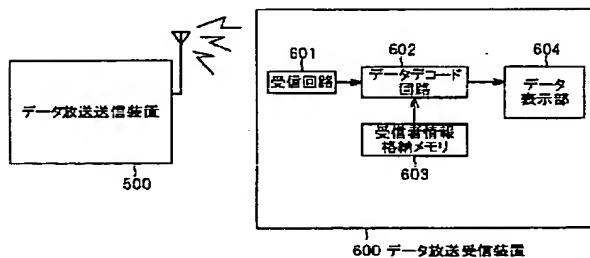 データ放送送信装置
500
601
受信回路
602
データデコード
回路
604
データ
表示部
受信者情報
格納メモリ
603
600 データ放送受信装置